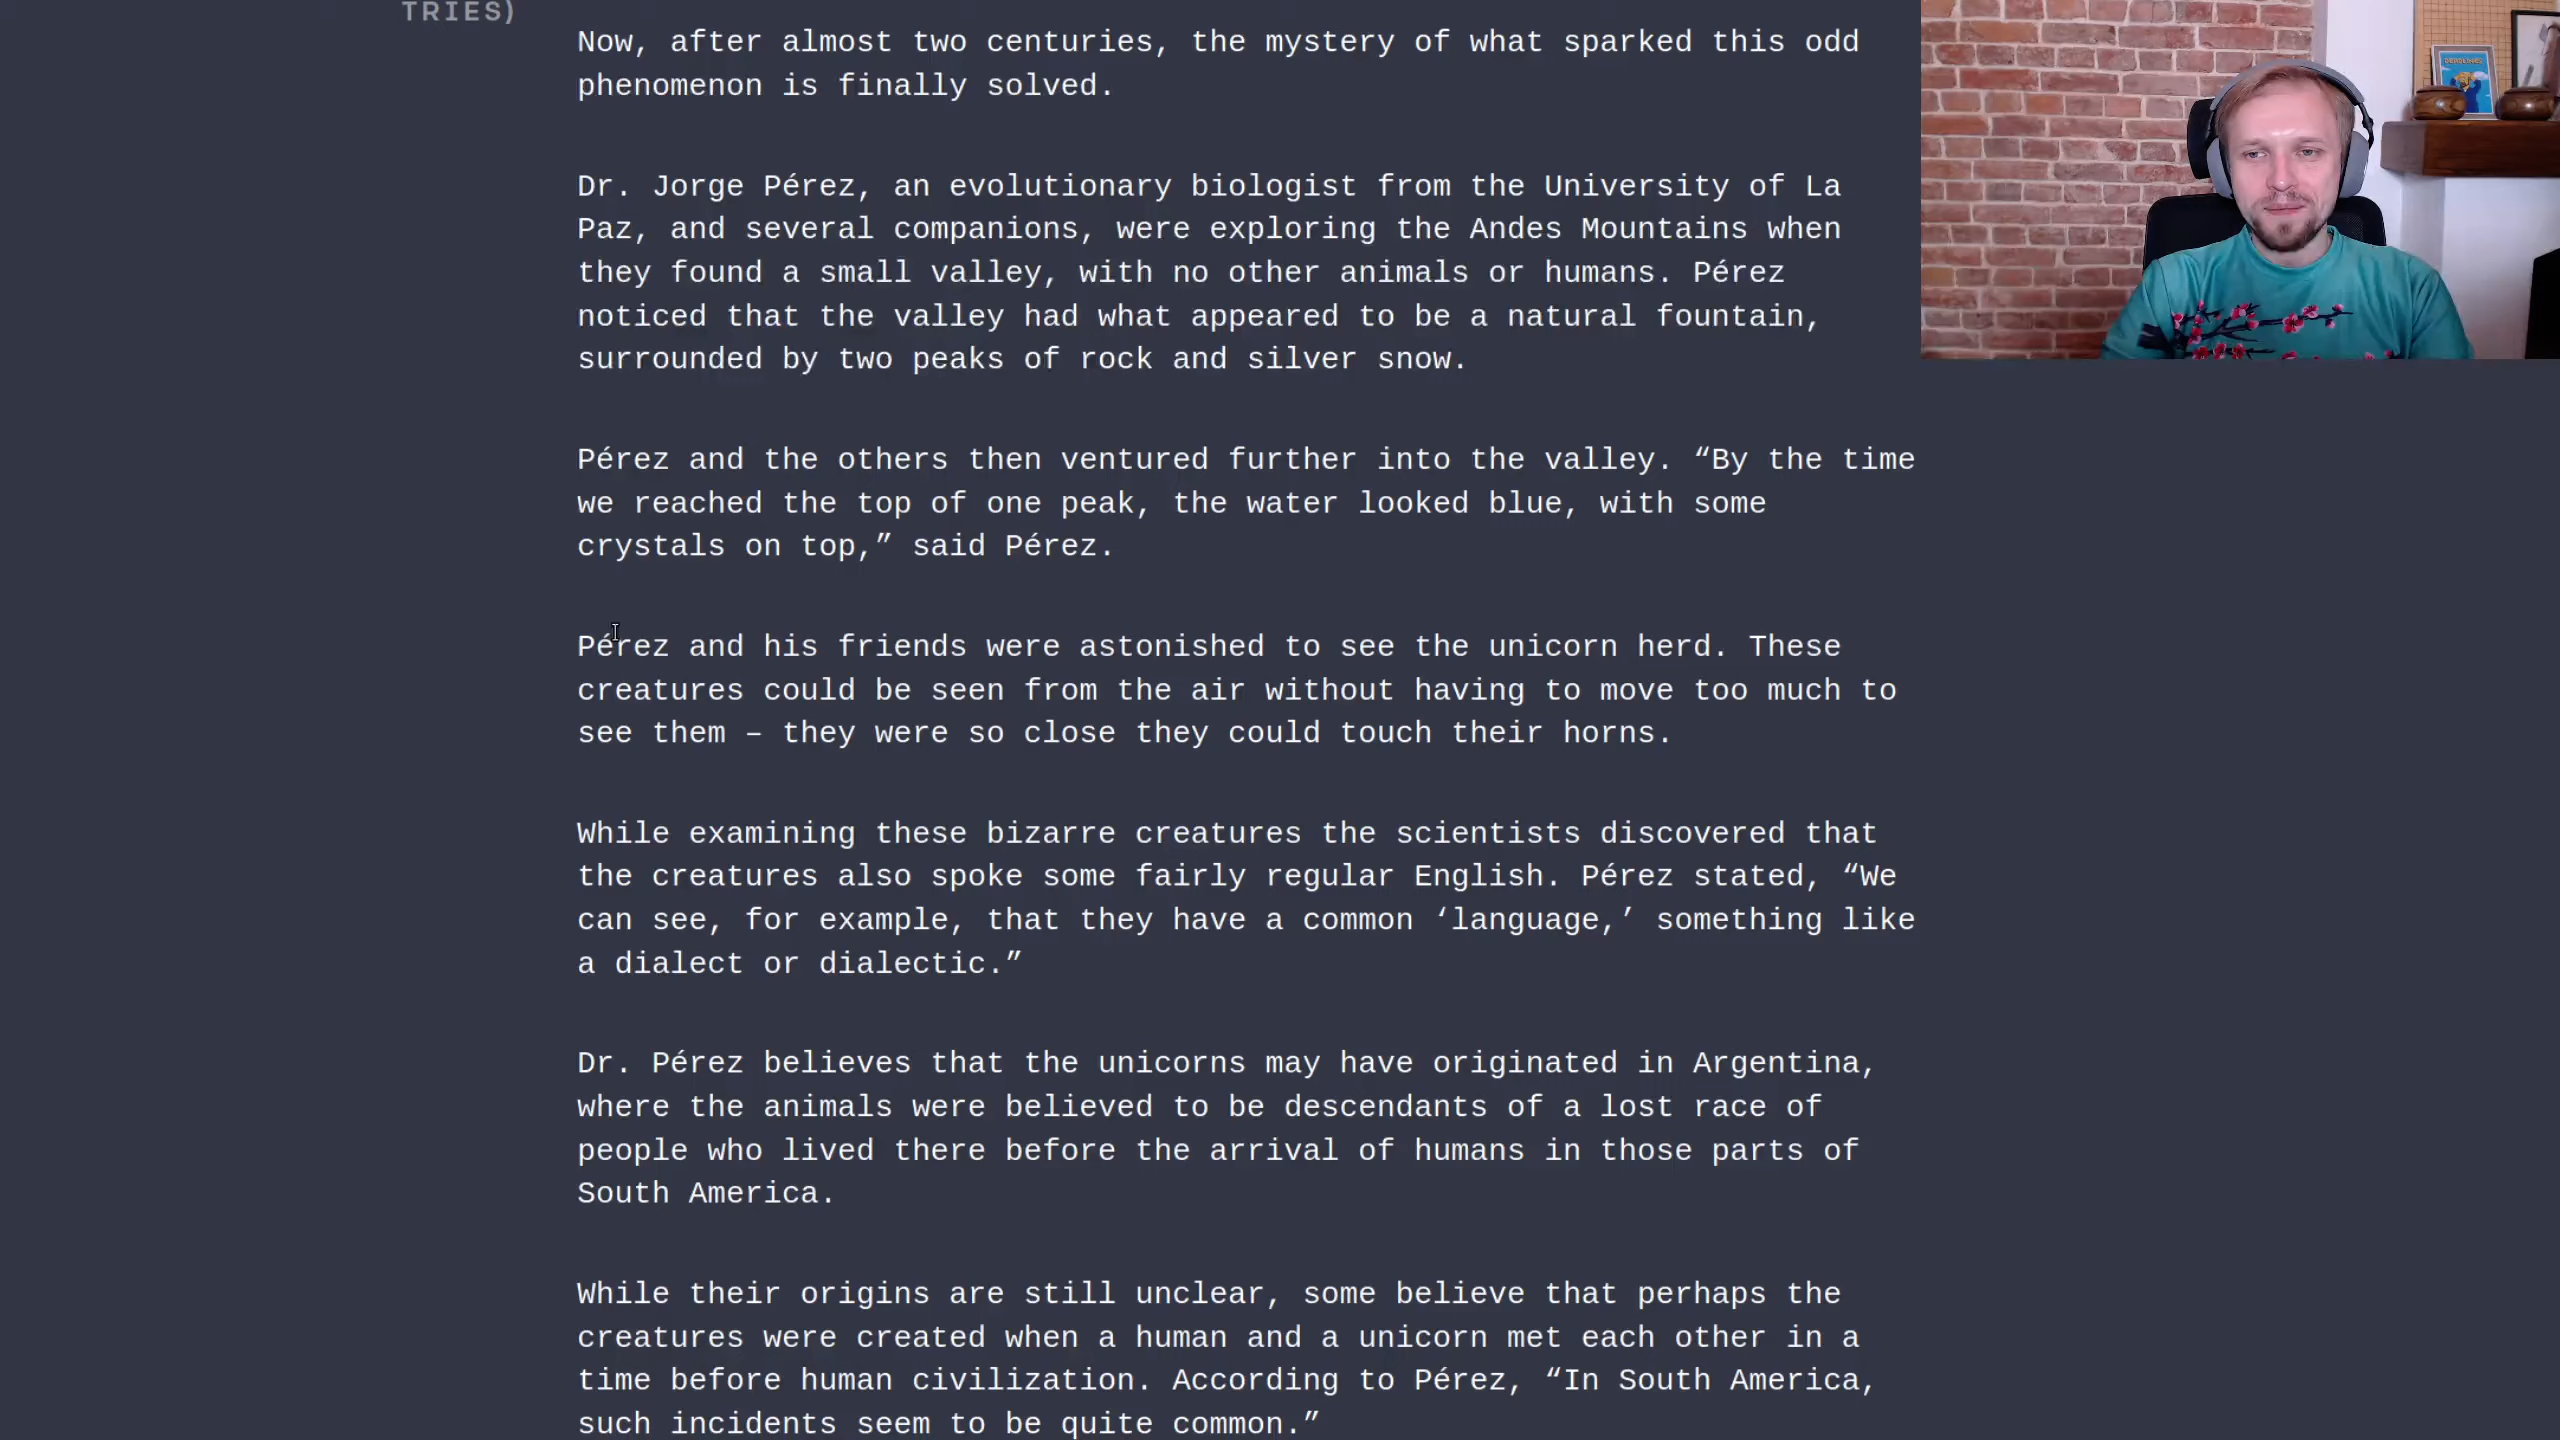 TRIES)
Now, after almost two centuries, the mystery of what sparked this odd
phenomenon is finally solved.
Dr. Jorge Pérez, an evolutionary biologist from the University of La
Paz, and several companions, were exploring the Andes Mountains when
they found a small valley, with no other animals or humans. Pérez
noticed that the valley had what appeared to be a natural fountain,
surrounded by two peaks of rock and silver snow.
Pérez and the others then ventured further into the valley. “By the time
we reached the top of one peak, the water looked blue, with some
crystals on top,” said Pérez.
Pérez and his friends were astonished to see the unicorn herd. These
creatures could be seen from the air without having to move too much to
see them – they were so close they could touch their horns.
While examining these bizarre creatures the scientists discovered that
the creatures also spoke some fairly regular English. Pérez stated, “We
can see, for example, that they have a common ‘language,’ something like
a dialect or dialectic.”
Dr. Pérez believes that the unicorns may have originated in Argentina,
where the animals were believed to be descendants of a lost race of
people who lived there before the arrival of humans in those parts of
South America.
While their origins are still unclear, some believe that perhaps the
creatures were created when a human and a unicorn met each other in a
time before human civilization. According to Pérez, “In South America,
such incidents seem to be quite common.”